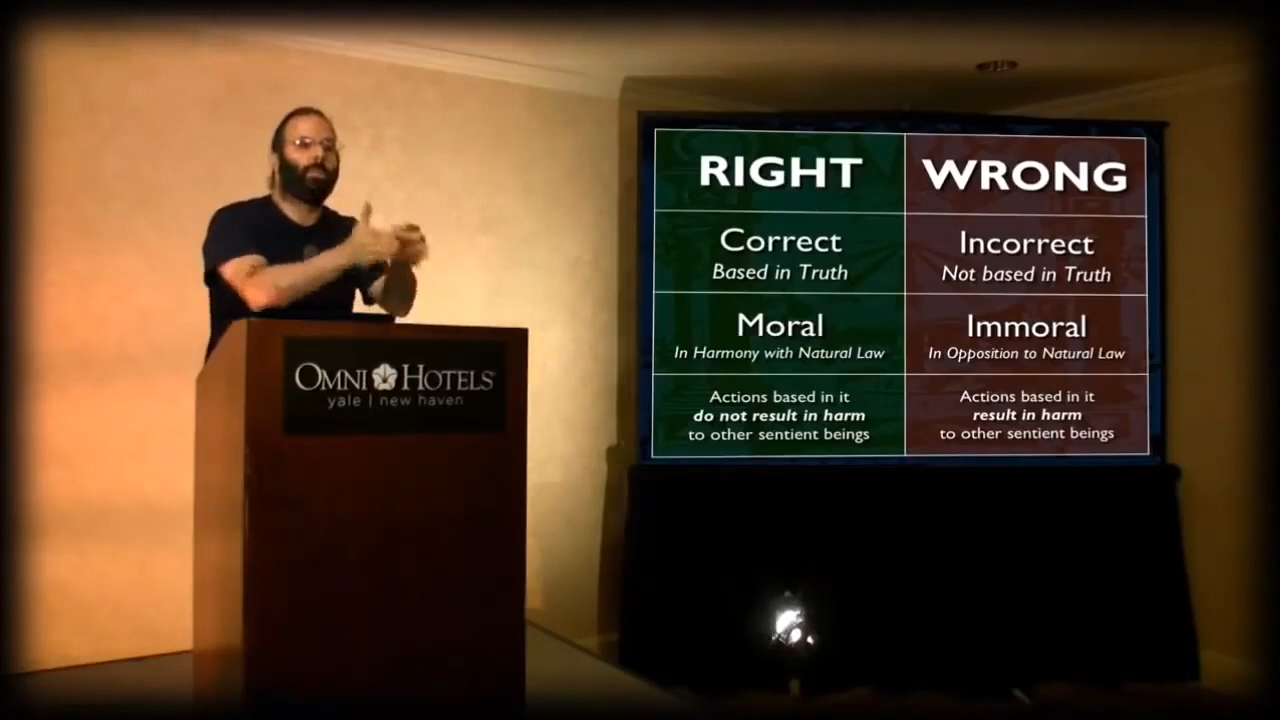 RIGHT
WRONG
Correct
Based in Truth
Incorrect
Not based in Truth
Moral
In Harmony with Natural Law
Immoral
In Opposition to Natural Law
Actions based in it
do not result in harm
to other sentient beings
Actions based in it
result in harm
to other sentient beings
OMNI HOTELS
yale | new haven